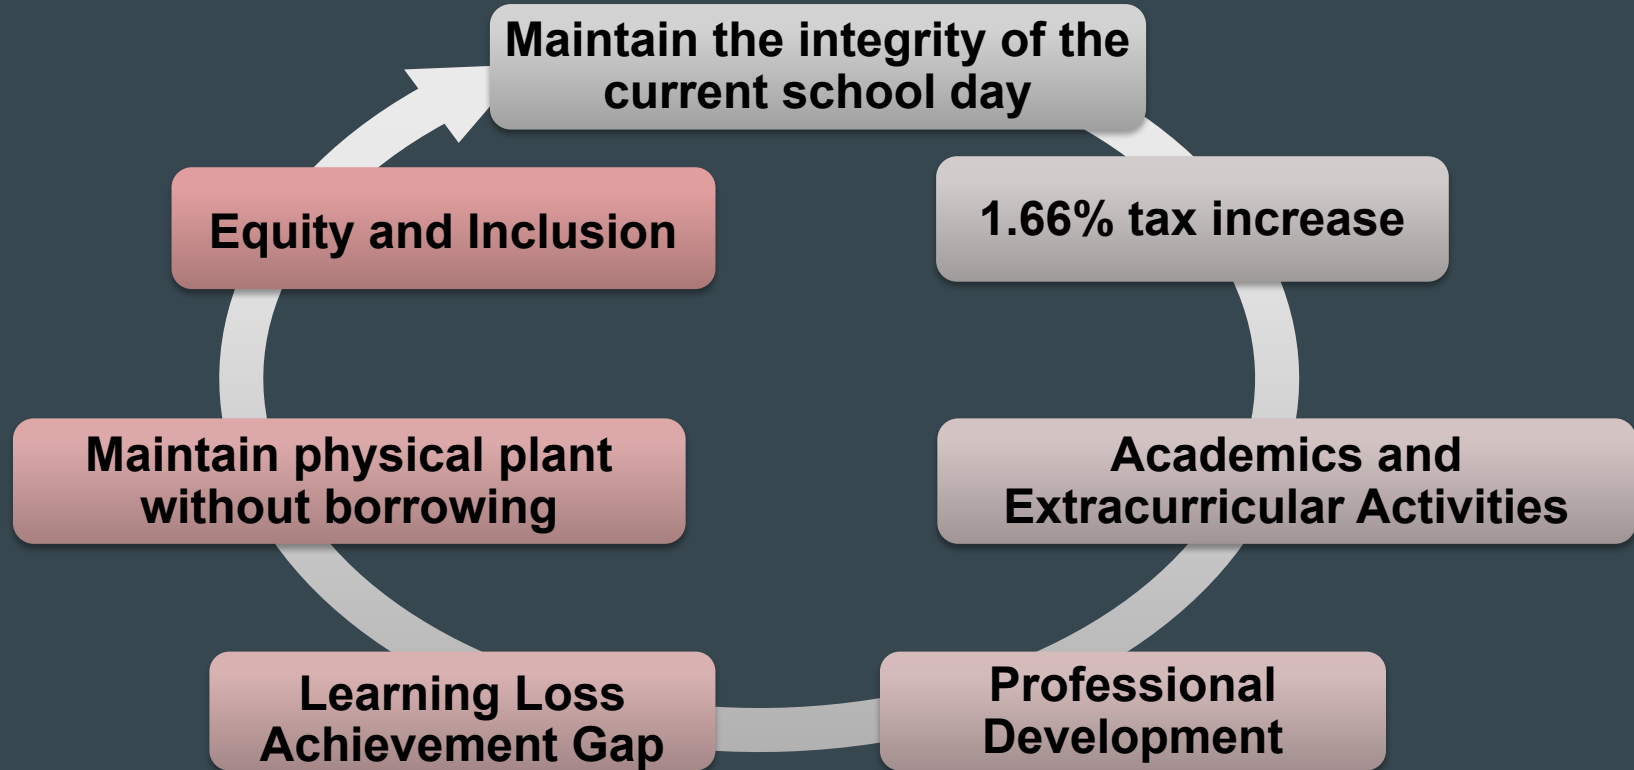 Maintain the integrity of the
current school day
1.66% tax increase
Academics and
Extracurricular Activities
Professional
Development
Learning Loss
Achievement Gap
Maintain physical plant
without borrowing
Equity and Inclusion